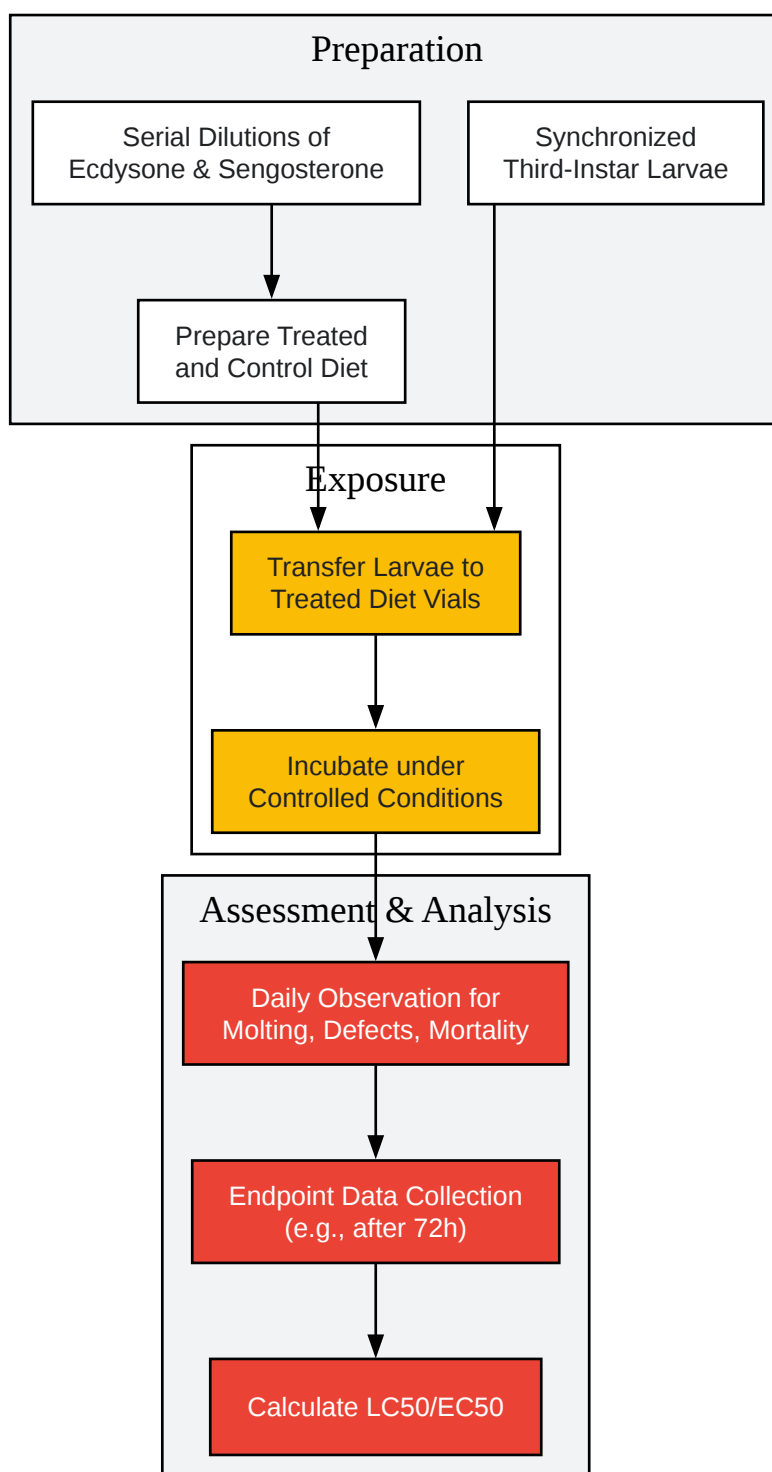 Preparation
Serial Dilutions of
Ecdysone & Sengosterone
Synchronized
Third-Instar Larvae
Prepare Treated
and Control Diet
Exposure
Transfer Larvae to
Treated Diet Vials
Incubate under
Controlled Conditions
Assessment & Analysis
Daily Observation for
Molting, Defects, Mortality
Endpoint Data Collection
(e.g., after 72h)
Calculate LC50/EC50